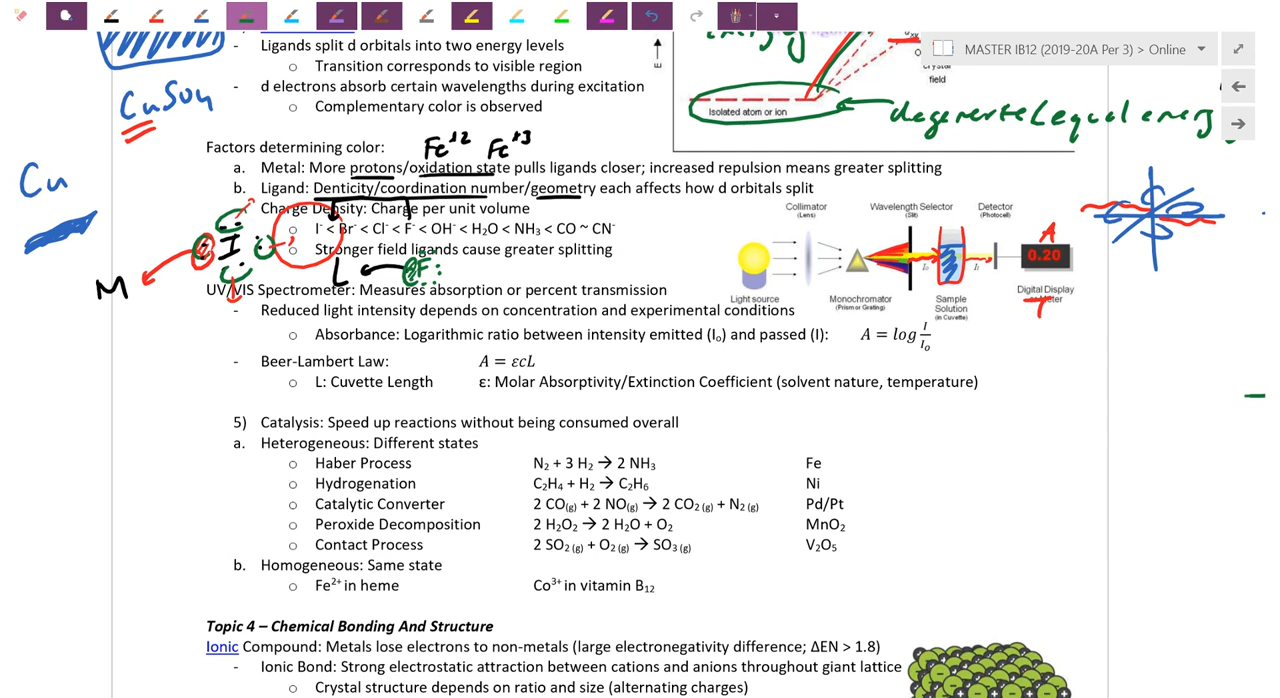 MASTER IB12 (2019-20A Per 3) > Online
- Ligands split d orbitals into two energy levels
○ Transition corresponds to visible region
- d electrons absorb certain wavelengths during excitation
○ Complementary color is observed
CuSO4
energy
E
crystal
field
Isolated atom or ion
degenerate (equal energy
Factors determining color:
Fe+2 Fe+3
a. Metal: More protons/oxidation state pulls ligands closer; increased repulsion means greater splitting
b. Ligand: Denticity/coordination number/geometry each affects how d orbitals split
Cu
Charge Density: Charge per unit volume
○ I- < Br- < Cl- < F- < OH- < H2O < NH3 < CO ~ CN-
○ Stronger field ligands cause greater splitting
I
M
L
F
Collimator
(Lens)
Wavelength Selector
(Slit)
Detector
(Photocell)
A
0.20
I₀
Light source
Monochromator
(Prism or Grating)
Sample
Solution
(in Cuvette)
Digital Display
or Meter
T
UV/VIS Spectrometer: Measures absorption or percent transmission
- Reduced light intensity depends on concentration and experimental conditions
○ Absorbance: Logarithmic ratio between intensity emitted (Io) and passed (I): A = log I/Io
- Beer-Lambert Law: A = εcL
○ L: Cuvette Length ε: Molar Absorptivity/Extinction Coefficient (solvent nature, temperature)
5) Catalysis: Speed up reactions without being consumed overall
a. Heterogeneous: Different states
○ Haber Process N2 + 3 H2 → 2 NH3 Fe
○ Hydrogenation C2H4 + H2 → C2H6 Ni
○ Catalytic Converter 2 CO(g) + 2 NO(g) → 2 CO2 (g) + N2 (g) Pd/Pt
○ Peroxide Decomposition 2 H2O2 → 2 H2O + O2 MnO2
○ Contact Process 2 SO2 (g) + O2 (g) → SO3 (g) V2O5
b. Homogeneous: Same state
○ Fe2+ in heme Co3+ in vitamin B12
Topic 4 – Chemical Bonding And Structure
Ionic Compound: Metals lose electrons to non-metals (large electronegativity difference; ΔEN > 1.8)
- Ionic Bond: Strong electrostatic attraction between cations and anions throughout giant lattice
○ Crystal structure depends on ratio and size (alternating charges)